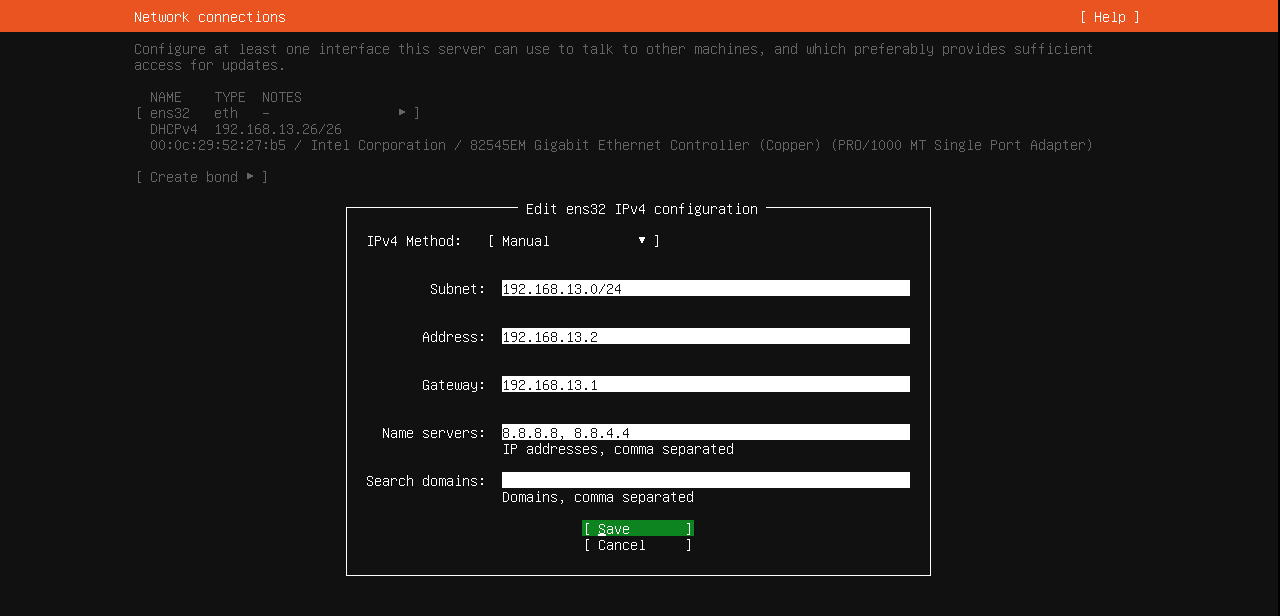 Network connections [ Help ]
Configure at least one interface this server can use to talk to other machines, and which preferably provides sufficient
access for updates.
NAME TYPE NOTES
[ ens32 eth - ▸ ]
DHCPv4 192.168.13.26/26
00:0c:29:52:27:b5 / Intel Corporation / 82545EM Gigabit Ethernet Controller (Copper) (PRO/1000 MT Single Port Adapter)
[ Create bond ▸ ]
Edit ens32 IPv4 configuration
IPv4 Method: [ Manual ▾ ]
Subnet: 192.168.13.0/24
Address: 192.168.13.2
Gateway: 192.168.13.1
Name servers: 8.8.8.8, 8.8.4.4
IP addresses, comma separated
Search domains:
Domains, comma separated
[ Save ]
[ Cancel ]